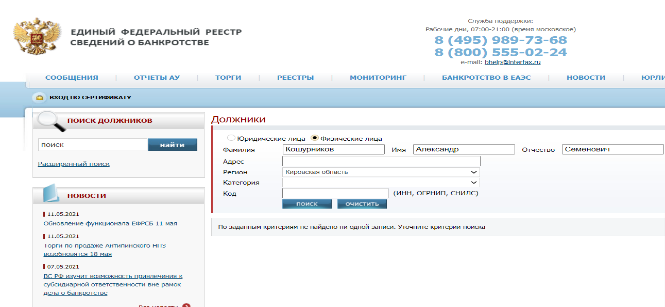 ЕДИНЫЙ ФЕДЕРАЛЬНЫЙ РЕЕСТР
СВЕДЕНИЙ О БАНКРОТСТВЕ
Служба поддержки:
Рабочие дни, 07:00-21:00 (время московское)
8 (495) 989-73-68
8 (800) 555-02-24
e-mail: bhelp@interfax.ru
СООБЩЕНИЯ ОТЧЕТЫ АУ ТОРГИ РЕЕСТРЫ МОНИТОРИНГ БАНКРОТСТВО В ЕАЭС НОВОСТИ ЮРЛИ
ВХОД ПО СЕРТИФИКАТУ
ПОИСК ДОЛЖНИКОВ
поиск найти
Расширенный поиск
НОВОСТИ
11.05.2021
Обновление функционала ЕФРСБ 11 мая
11.05.2021
Торги по продаже Антипинского НПЗ
возобновятся 18 мая
07.05.2021
ВС РФ изучит возможность привлечения к
субсидиарной ответственности вне рамок
дела о банкротстве
Все новости
Должники
Юридические лица Физические лица
Фамилия Кошурников Имя Александр Отчество Семенович
Адрес
Регион Кировская область
Категория
Код (ИНН, ОГРНИП, СНИЛС)
поиск очистить
По заданным критериям не найдено ни одной записи. Уточните критерии поиска